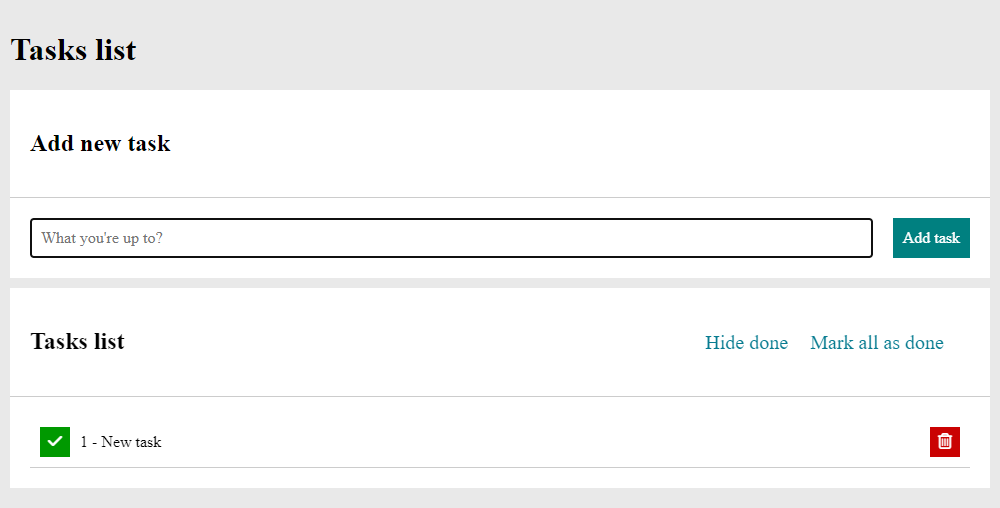 Tasks list
Add new task
What you're up to?
Add task
Tasks list
Hide done
Mark all as done
1 - New task